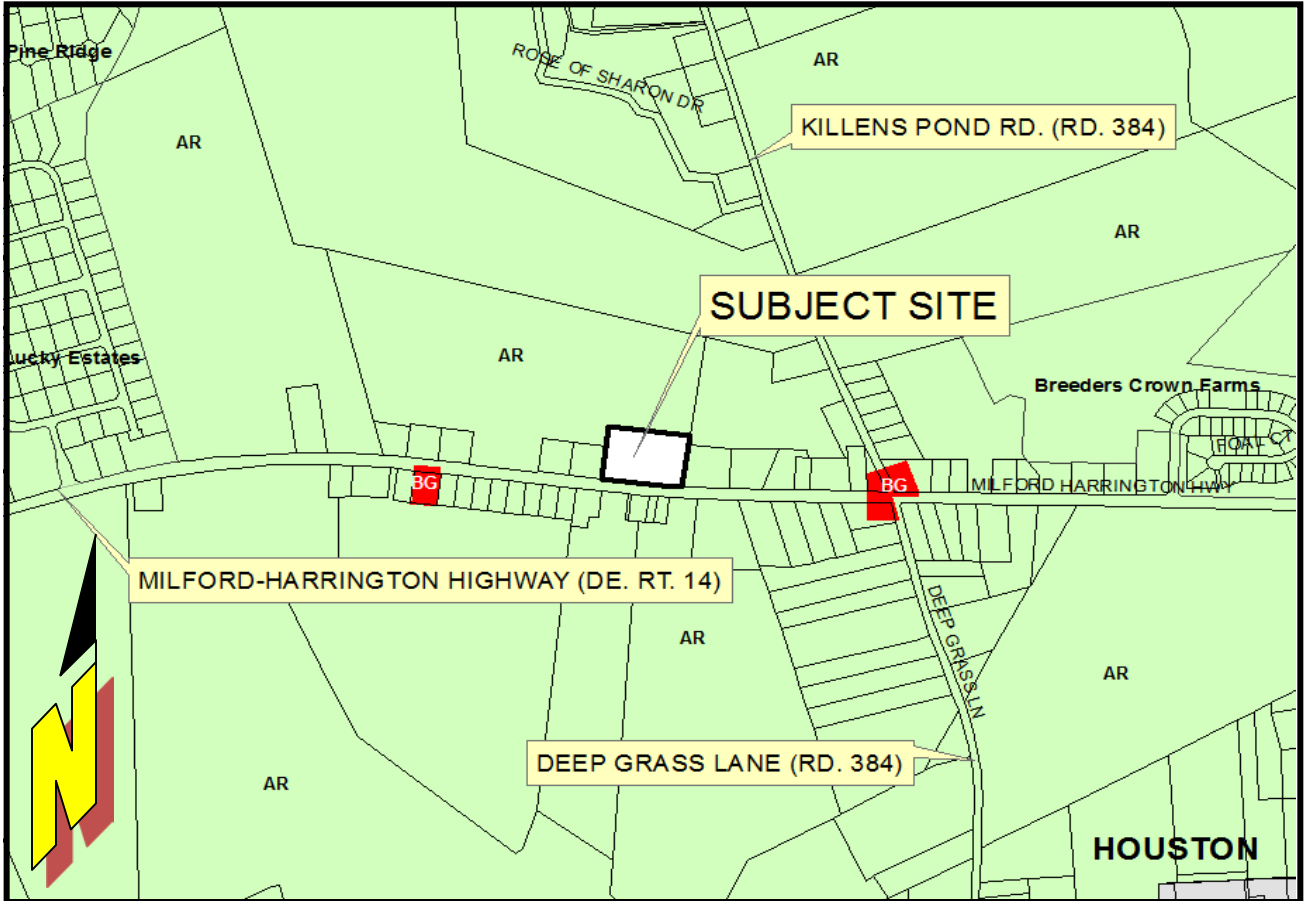 Pine Ridge
ROSE OF SHARON DR
AR
KILLENS POND RD. (RD. 384)
AR
AR
SUBJECT SITE
AR
Lucky Estates
Breeders Crown Farms
FOAL CT
BG
BG
MILFORD HARRINGTON HWY
MILFORD-HARRINGTON HIGHWAY (DE. RT. 14)
DEEP GRASS LN
AR
AR
DEEP GRASS LANE (RD. 384)
AR
HOUSTON
N